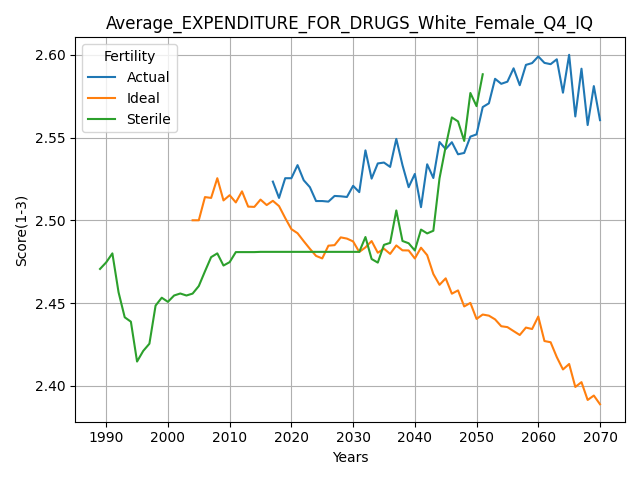 Average_EXPENDITURE_FOR_DRUGS_White_Female_Q4_IQ
Fertility
Actual
Ideal
Sterile
Score(1-3)
2.60
2.55
2.50
2.45
2.40
1990 2000 2010 2020 2030 2040 2050 2060 2070
Years